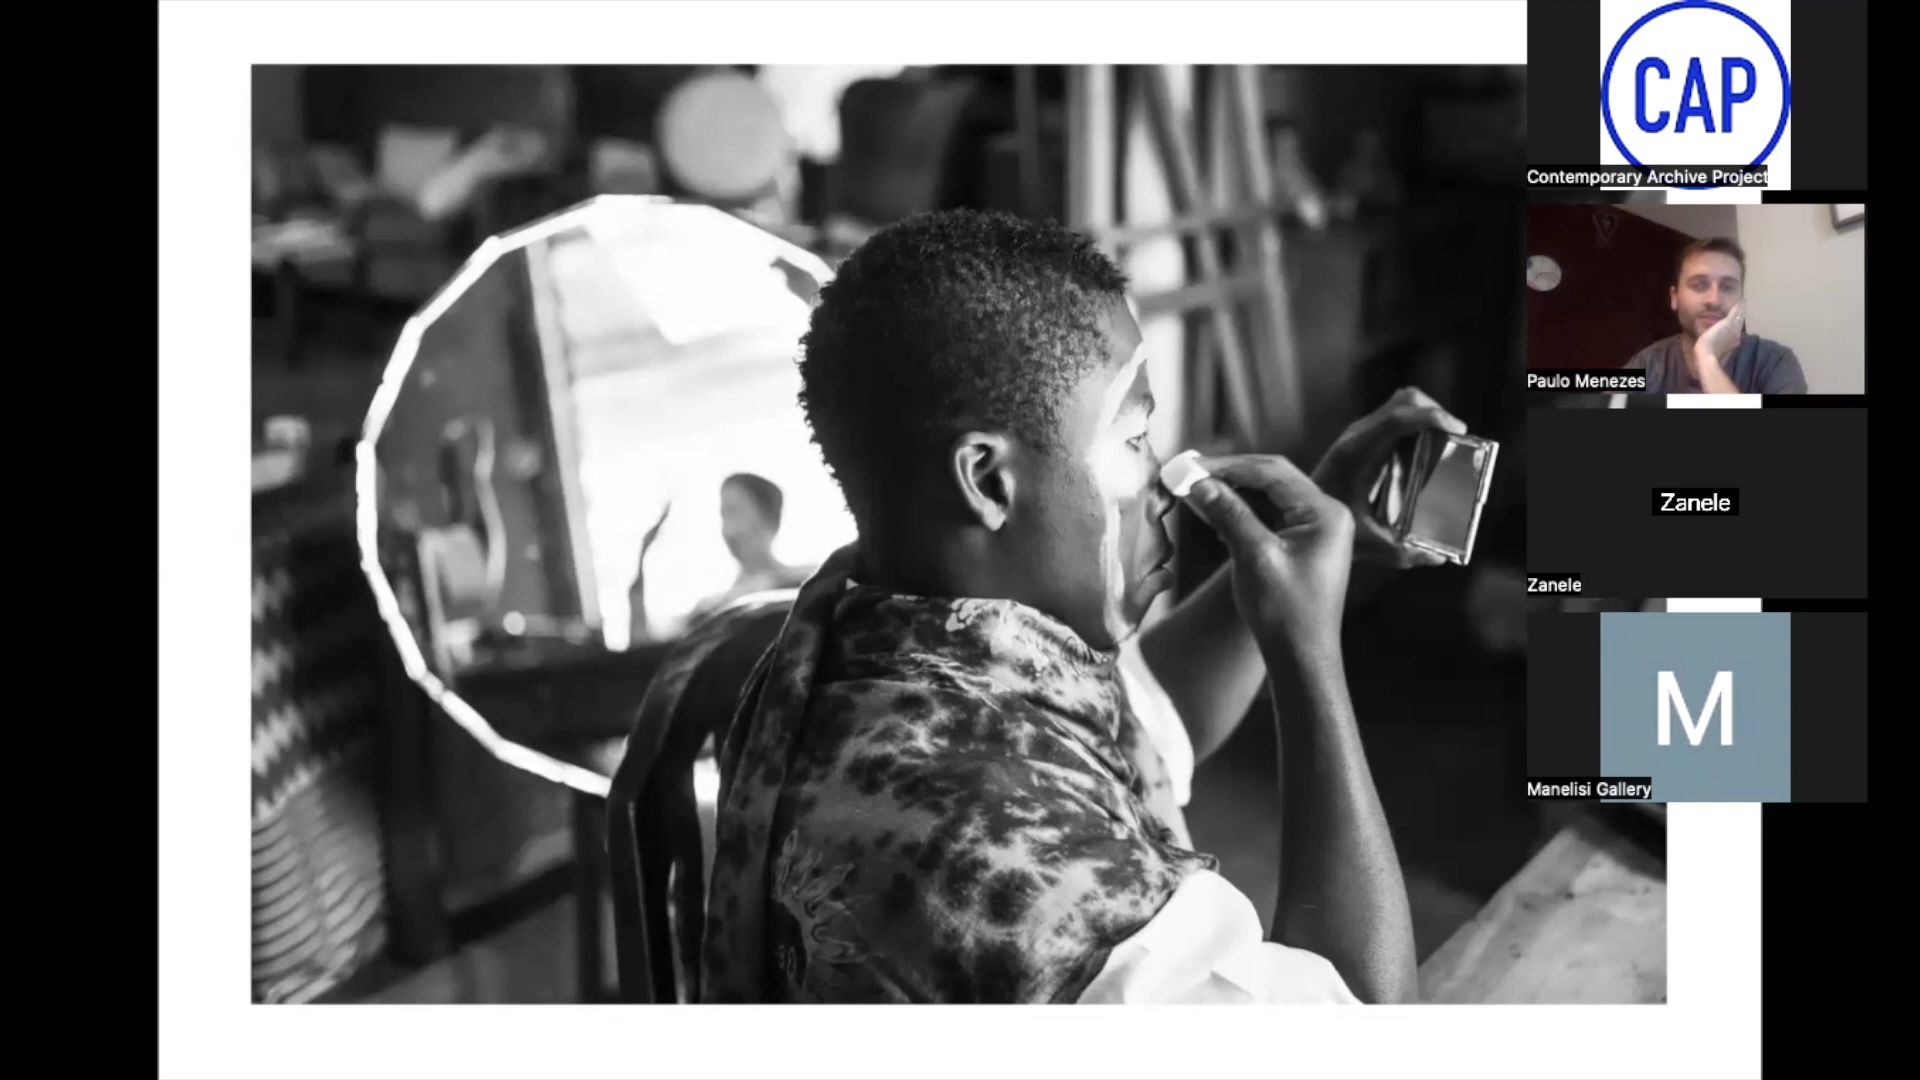 CAP
Contemporary Archive Project
Paulo Menezes
Zanele
Zanele
M
Manelisi Gallery